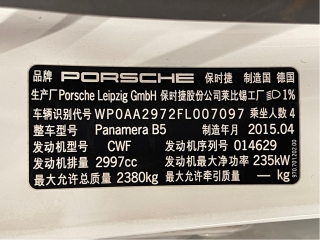 品牌 PORSCHE 保时捷 制造国 德国
生产厂 Porsche Leipzig GmbH 保时捷股份公司莱比锡工厂 1%
车辆识别代号 WP0AA2972FL007097 乘坐人数 4
整车型号 Panamera B5 制造年月 2015.04
发动机型号 CWF 发动机序列号 014629
发动机排量 2997cc 发动机最大净功率 235kW
最大允许总质量 2380kg 最大允许牵引质量 — kg